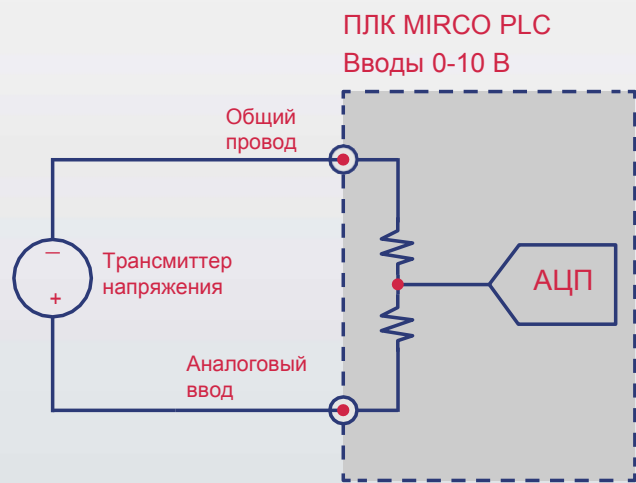 ПЛК MIRCO PLC
Вводы 0-10 В
Общий
провод
—
Трансмиттер
напряжения
+
АЦП
Аналоговый
ввод